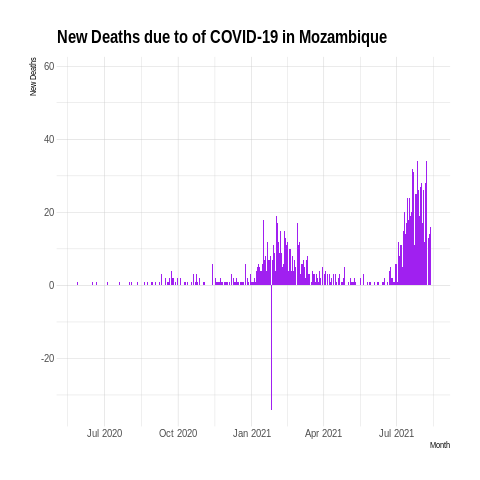 New Deaths due to of COVID-19 in Mozambique
New Deaths
60
40
20
0
-20
Jul 2020 Oct 2020 Jan 2021 Apr 2021 Jul 2021
Month